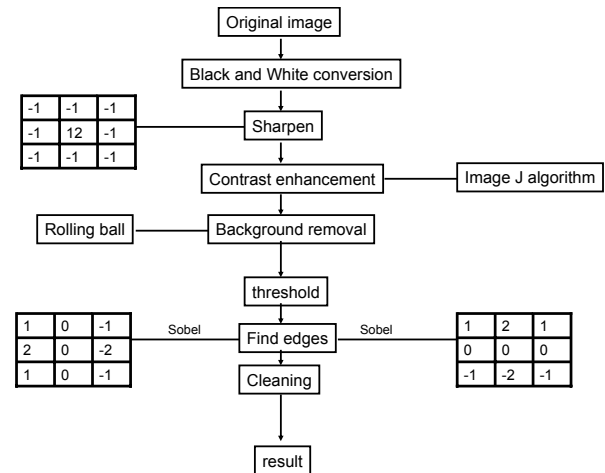 Original image
Black and White conversion
-1 -1 -1
-1 12 -1
-1 -1 -1
Sharpen
Contrast enhancement
Image J algorithm
Rolling ball
Background removal
threshold
1 0 -1
2 0 -2
1 0 -1
Sobel
Find edges
Sobel
1 2 1
0 0 0
-1 -2 -1
Cleaning
result